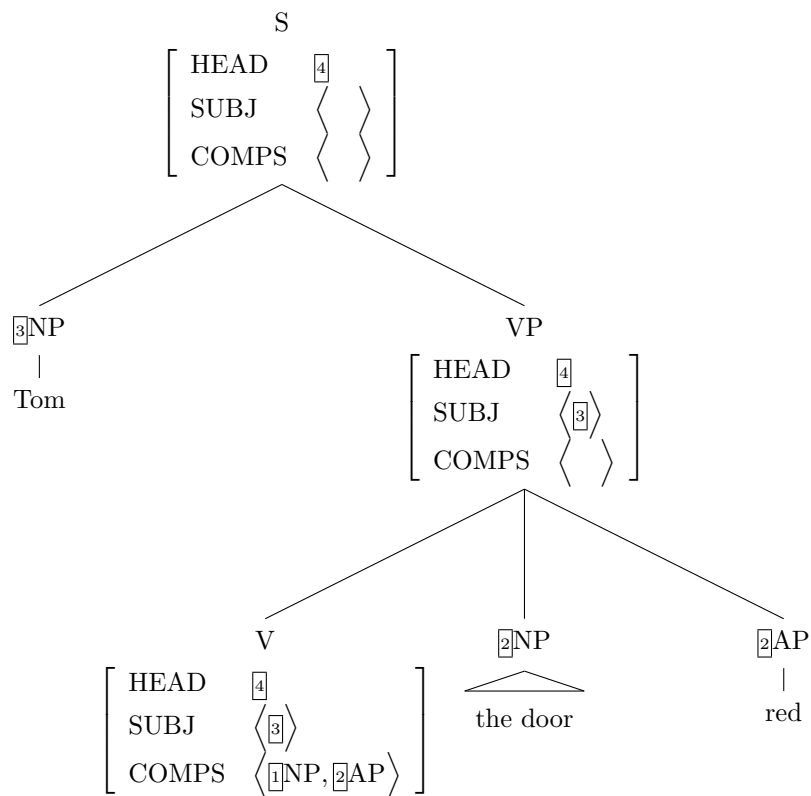 S
HEAD 4
SUBJ ⟨ ⟩
COMPS ⟨ ⟩
3NP
VP
Tom
HEAD 4
SUBJ ⟨3⟩
COMPS ⟨ ⟩
V
2NP
2AP
HEAD 4
SUBJ ⟨3⟩
COMPS ⟨1NP, 2AP⟩
the door
red